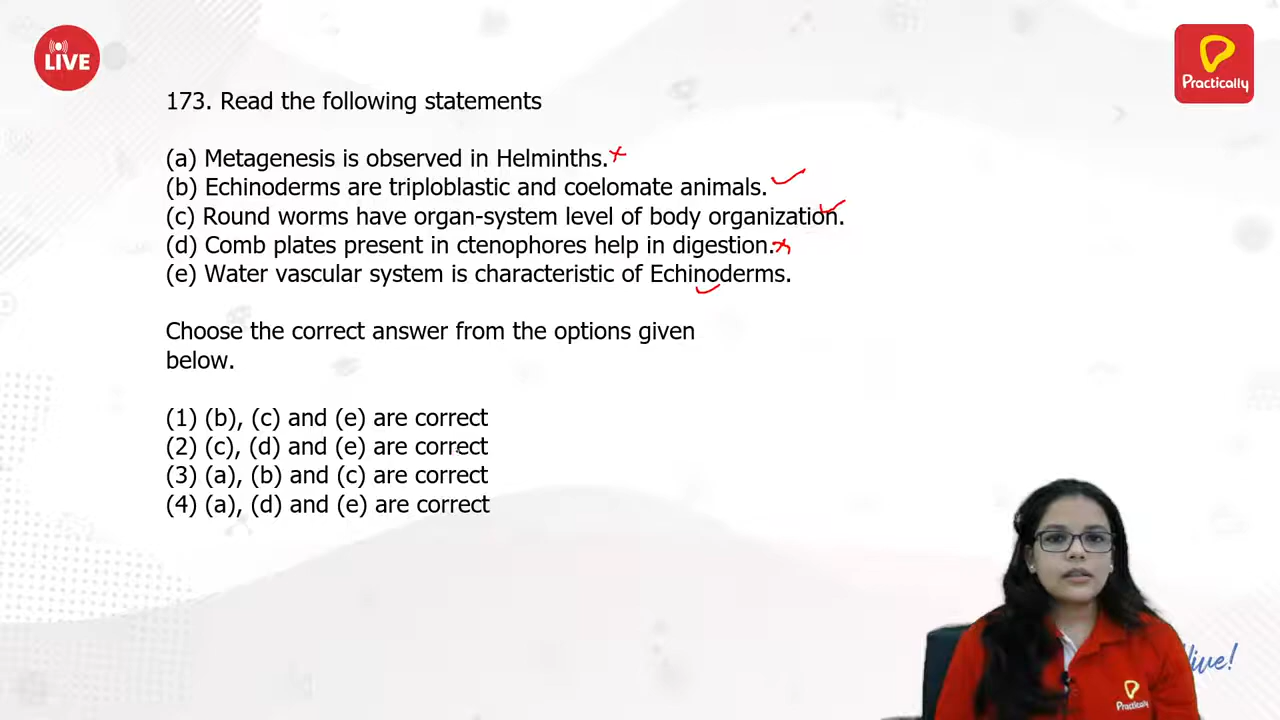 LIVE
Practically
173. Read the following statements
(a) Metagenesis is observed in Helminths.
(b) Echinoderms are triploblastic and coelomate animals.
(c) Round worms have organ-system level of body organization.
(d) Comb plates present in ctenophores help in digestion.
(e) Water vascular system is characteristic of Echinoderms.
Choose the correct answer from the options given
below.
(1) (b), (c) and (e) are correct
(2) (c), (d) and (e) are correct
(3) (a), (b) and (c) are correct
(4) (a), (d) and (e) are correct
Practically